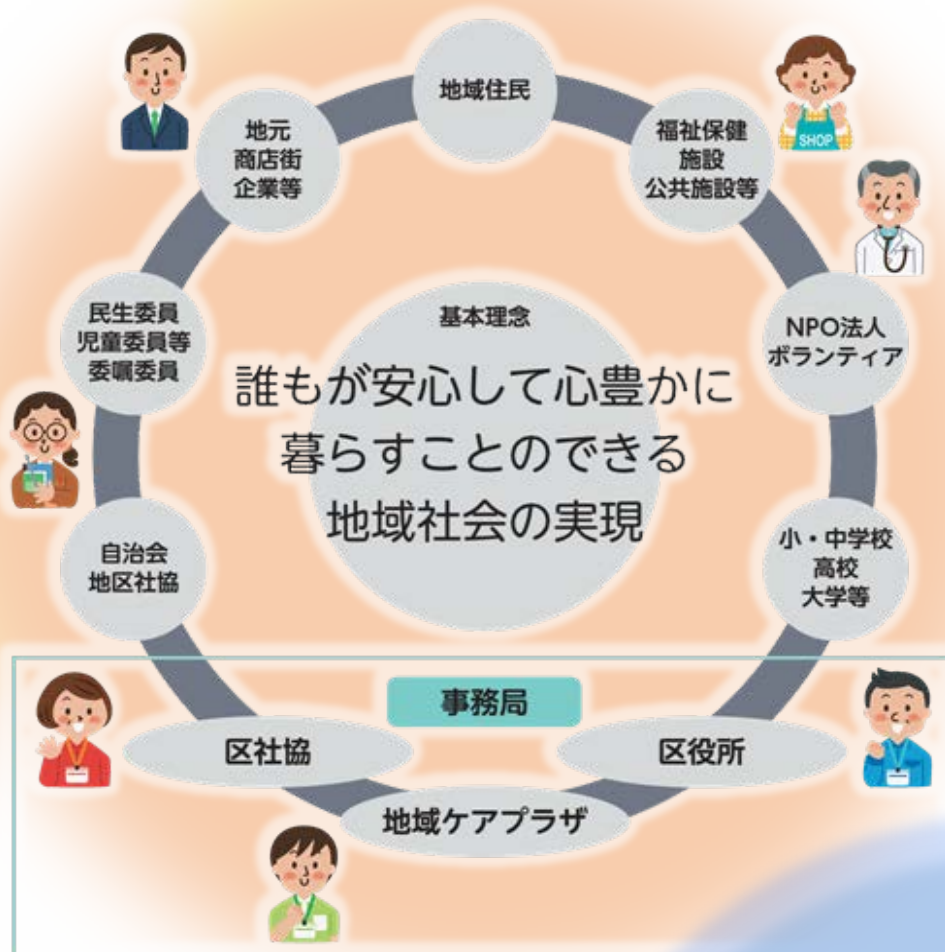 地域住民
地元
商店街
企業等
福祉保健
施設
公共施設等
SHOP
民生委員
児童委員等
委嘱委員
NPO法人
ボランティア
基本理念
誰もが安心して心豊かに
暮らすことのできる
地域社会の実現
自治会
地区社協
小・中学校
高校
大学等
事務局
区社協
区役所
地域ケアプラザ